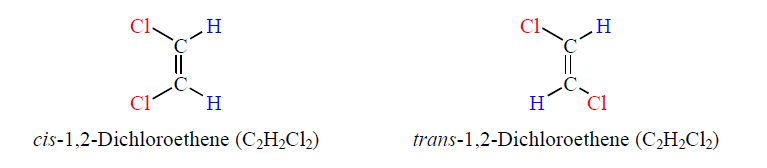 Cl H Cl H
C C
C C
Cl H H Cl
cis-1,2-Dichloroethene (C₂H₂Cl₂) trans-1,2-Dichloroethene (C₂H₂Cl₂)